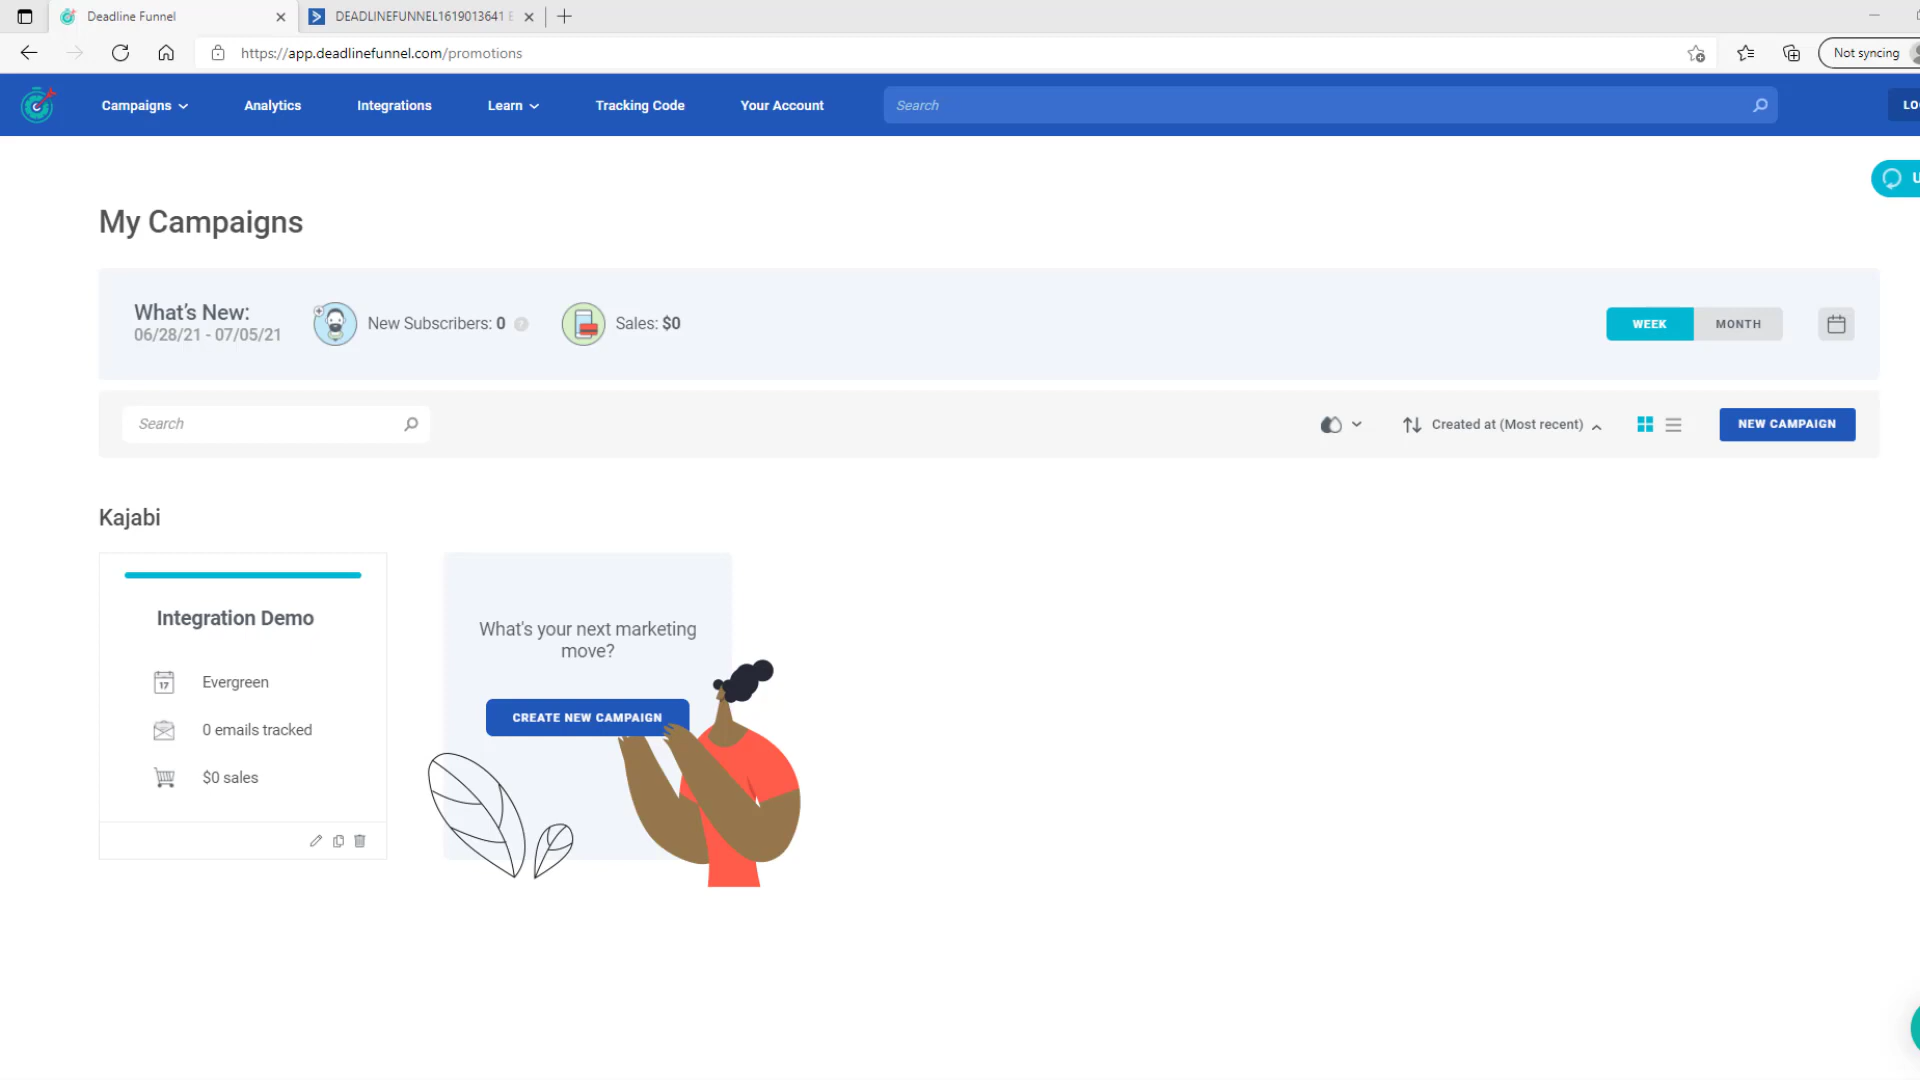 Deadline Funnel
DEADLINEFUNNEL1619013641
https://app.deadlinefunnel.com/promotions
Not syncing
Campaigns
Analytics
Integrations
Learn
Tracking Code
Your Account
Search
My Campaigns
What's New:
06/28/21 - 07/05/21
New Subscribers: 0
Sales: $0
WEEK
MONTH
Search
Created at (Most recent)
NEW CAMPAIGN
Kajabi
Integration Demo
17
Evergreen
0 emails tracked
$0 sales
What's your next marketing
move?
CREATE NEW CAMPAIGN